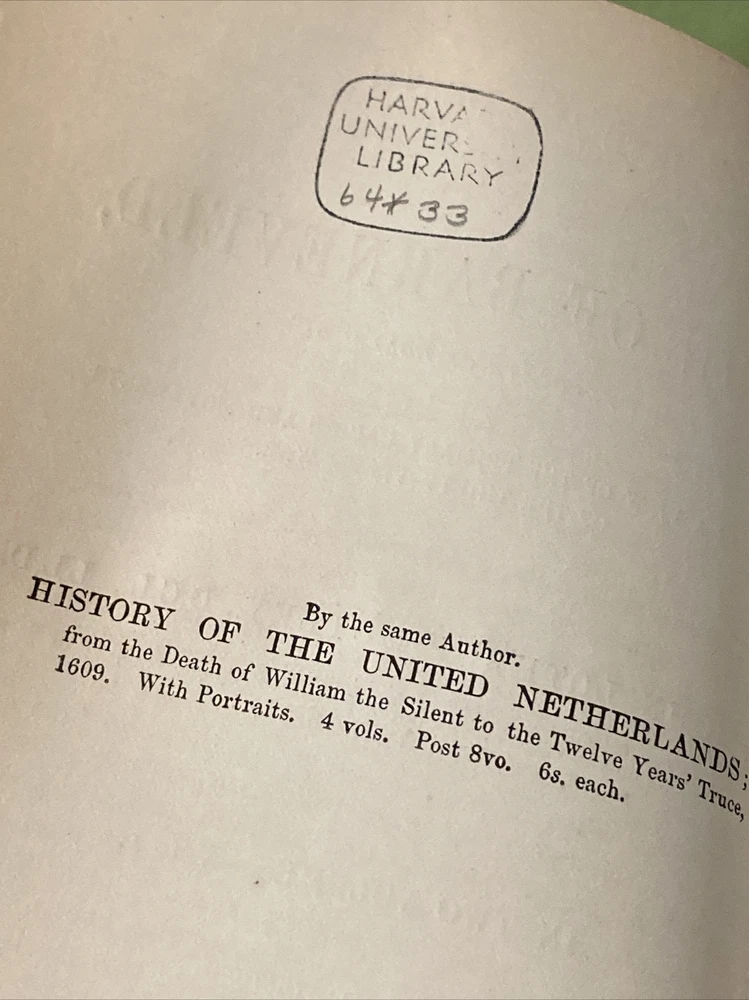 HARVA
UNIVER
LIBRARY
64*33
By the same Author.
HISTORY OF THE UNITED NETHERLANDS;
from the Death of William the Silent to the Twelve Years' Truce,
1609. With Portraits. 4 vols. Post 8vo. 6s. each.